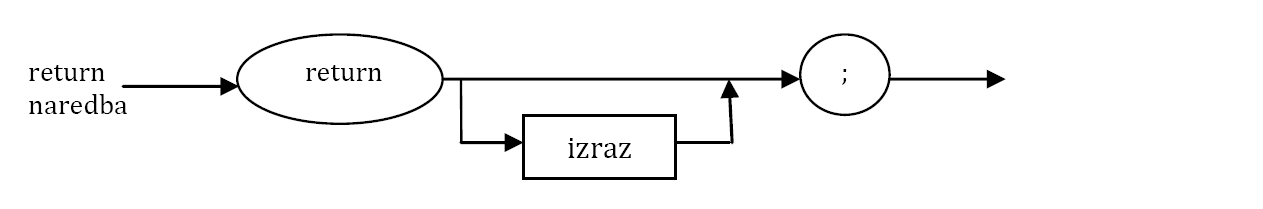 return
naredba
return
;
izraz